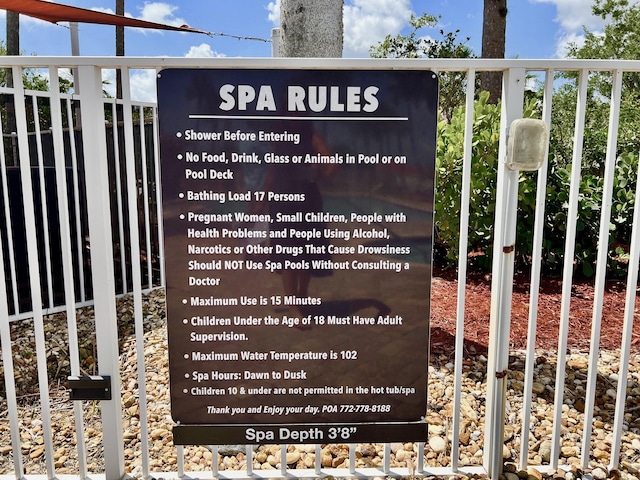 SPA RULES
• Shower Before Entering
• No Food, Drink, Glass or Animals in Pool or on
Pool Deck
• Bathing Load 17 Persons
• Pregnant Women, Small Children, People with
Health Problems and People Using Alcohol,
Narcotics or Other Drugs That Cause Drowsiness
Should NOT Use Spa Pools Without Consulting a
Doctor
• Maximum Use is 15 Minutes
• Children Under the Age of 18 Must Have Adult
Supervision.
• Maximum Water Temperature is 102
• Spa Hours: Dawn to Dusk
• Children 10 & under are not permitted in the hot tub/spa
Thank you and Enjoy your day. POA 772-778-8188
Spa Depth 3'8"